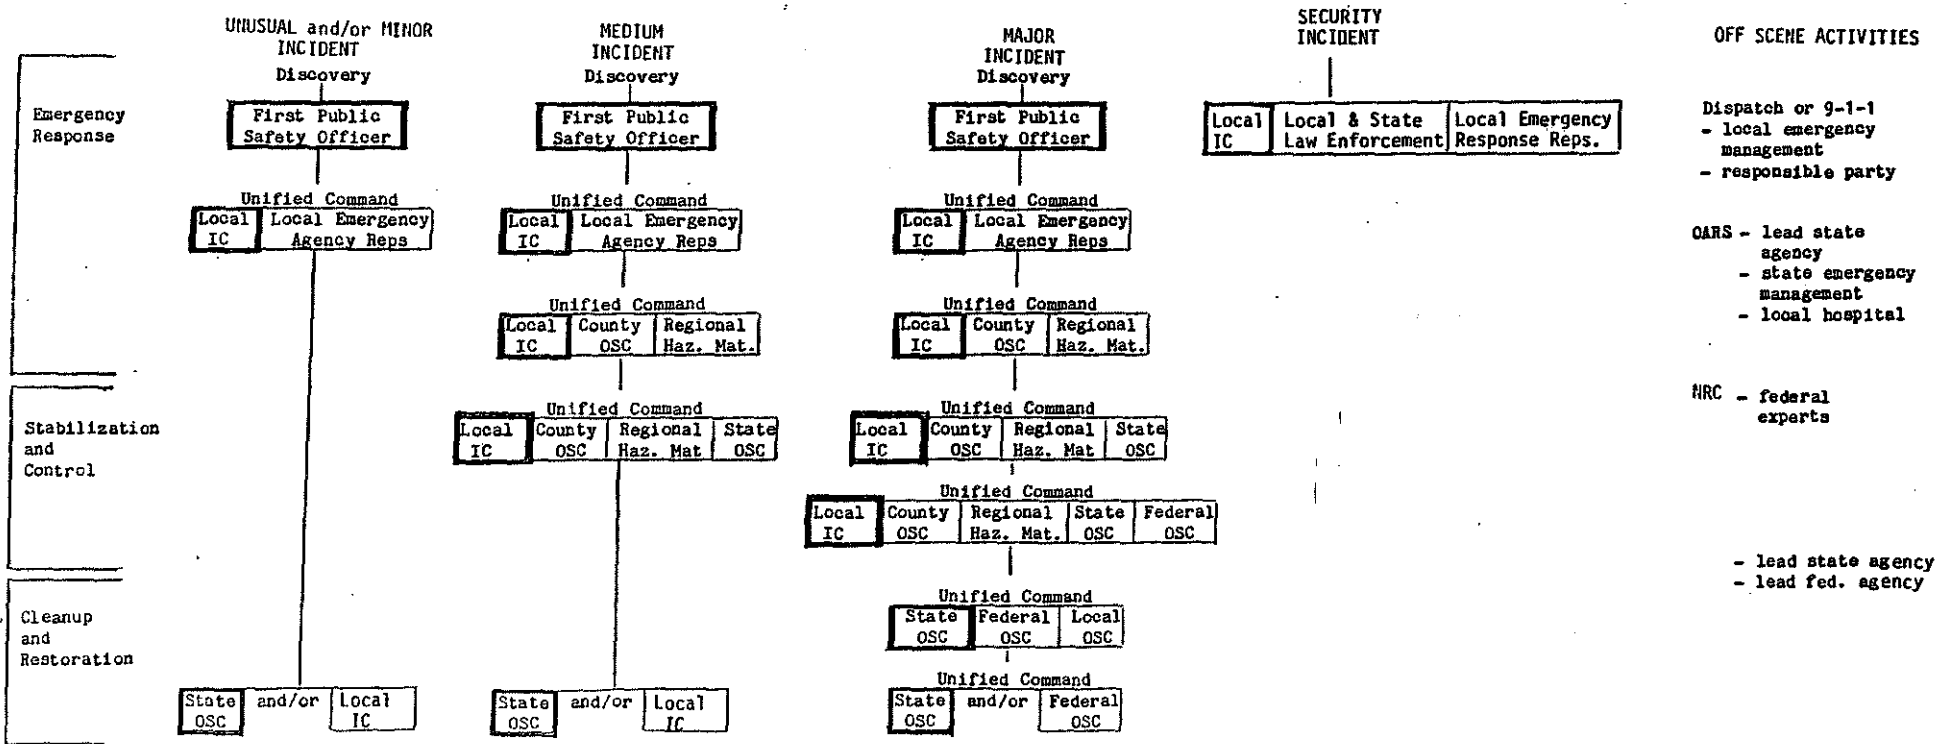 UNUSUAL and/or MINOR
INCIDENT
Discovery
First Public
Safety Officer
Unified Command
Local IC
Local Emergency
Agency Reps
State OSC
and/or
Local IC
MEDIUM
INCIDENT
Discovery
First Public
Safety Officer
Unified Command
Local IC
Local Emergency
Agency Reps
Unified Command
Local IC
County OSC
Regional Haz. Mat.
Unified Command
Local IC
County OSC
Regional Haz. Mat
State OSC
State OSC
and/or
Local IC
MAJOR
INCIDENT
Discovery
First Public
Safety Officer
Unified Command
Local IC
Local Emergency
Agency Reps
Unified Command
Local IC
County OSC
Regional Haz. Mat.
Unified Command
Local IC
County OSC
Regional Haz. Mat
State OSC
Unified Command
Local IC
County OSC
Regional Haz. Mat.
State OSC
Federal OSC
Unified Command
State OSC
Federal OSC
Local OSC
Unified Command
State OSC
and/or
Federal OSC
SECURITY
INCIDENT
Local IC
Local & State
Law Enforcement
Local Emergency
Response Reps.
OFF SCENE ACTIVITIES
Dispatch or 9-1-1
- local emergency
management
- responsible party
OARS - lead state
agency
- state emergency
management
- local hospital
NRC - federal
experts
- lead state agency
- lead fed. agency
Emergency
Response
Stabilization
and
Control
Cleanup
and
Restoration